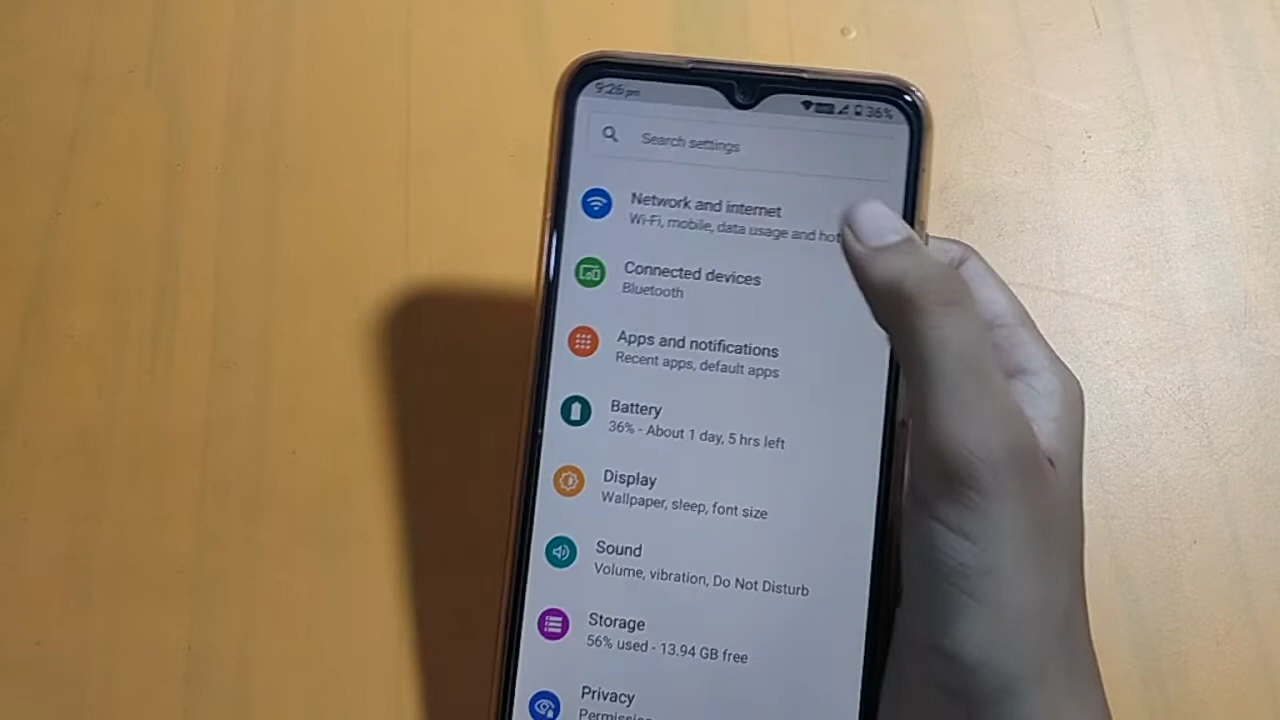 9:26 pm
36%
Search settings
Network and internet
Wi-Fi, mobile, data usage and hot
Connected devices
Bluetooth
Apps and notifications
Recent apps, default apps
Battery
36% - About 1 day, 5 hrs left
Display
Wallpaper, sleep, font size
Sound
Volume, vibration, Do Not Disturb
Storage
56% used - 13.94 GB free
Privacy